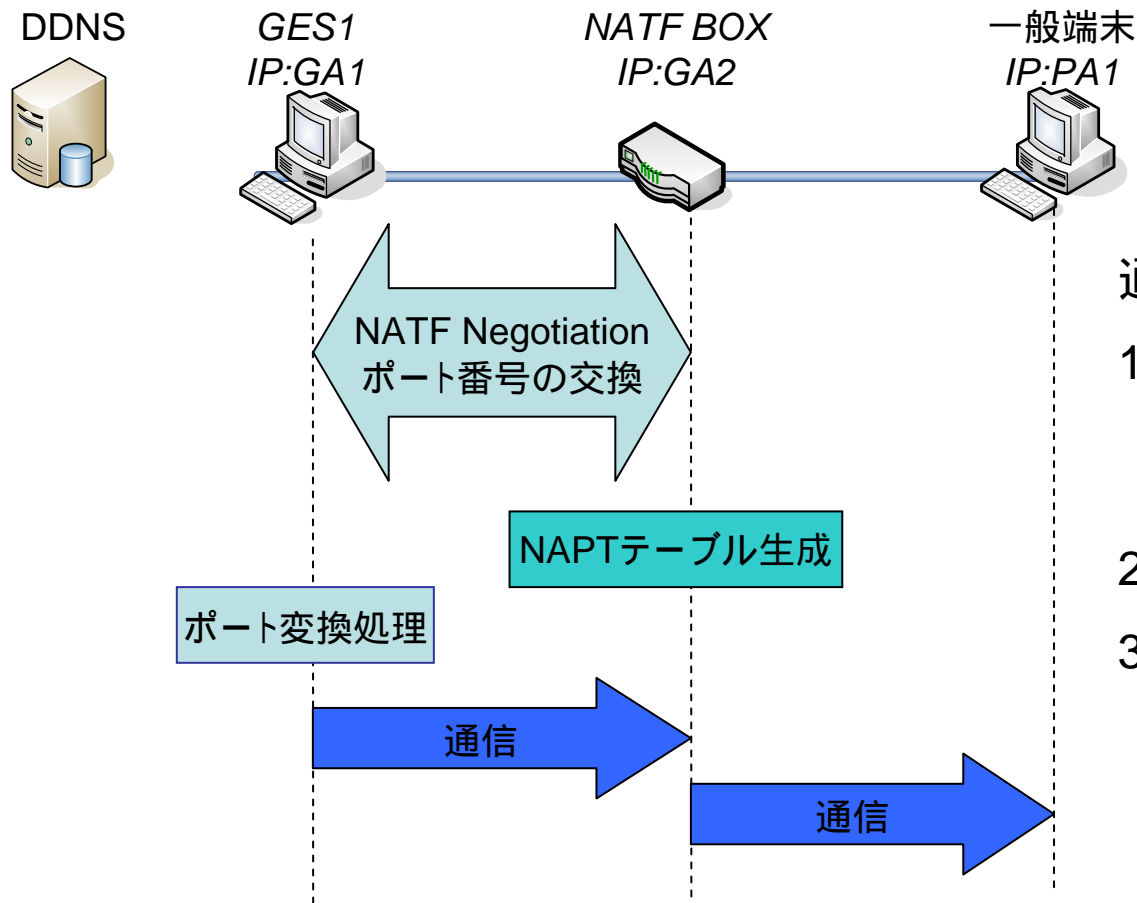 DDNS
GES1
IP:GA1
NATF BOX
IP:GA2
一般端末
IP:PA1
NATF Negotiation
ポート番号の交換
NAPTテーブル生成
ポート変換処理
通信
通信
1
2
3